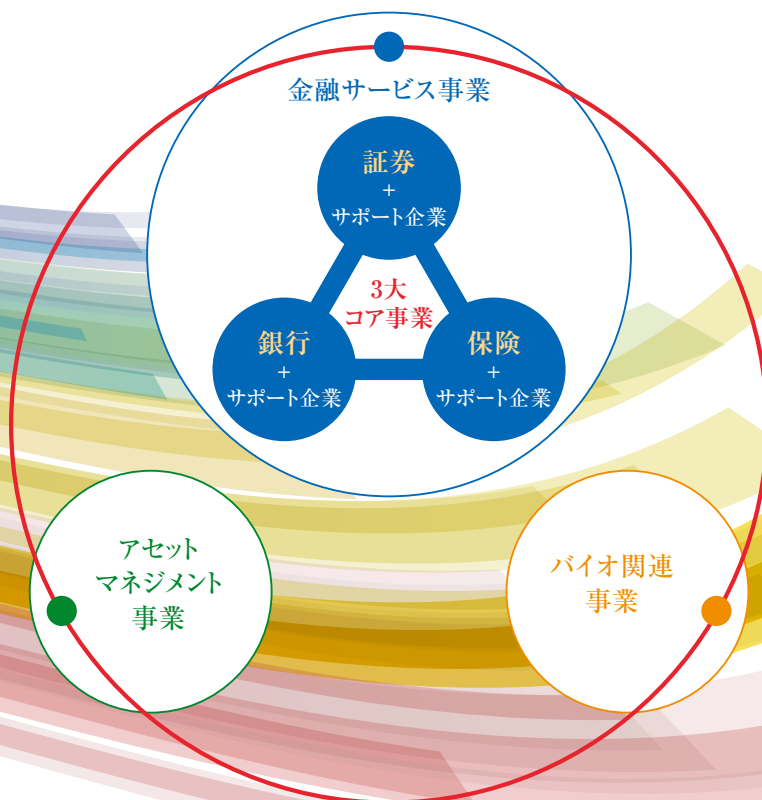 金融サービス事業
証券
+
サポート企業
3大
コア事業
銀行
+
サポート企業
保険
+
サポート企業
アセット
マネジメント
事業
バイオ関連
事業